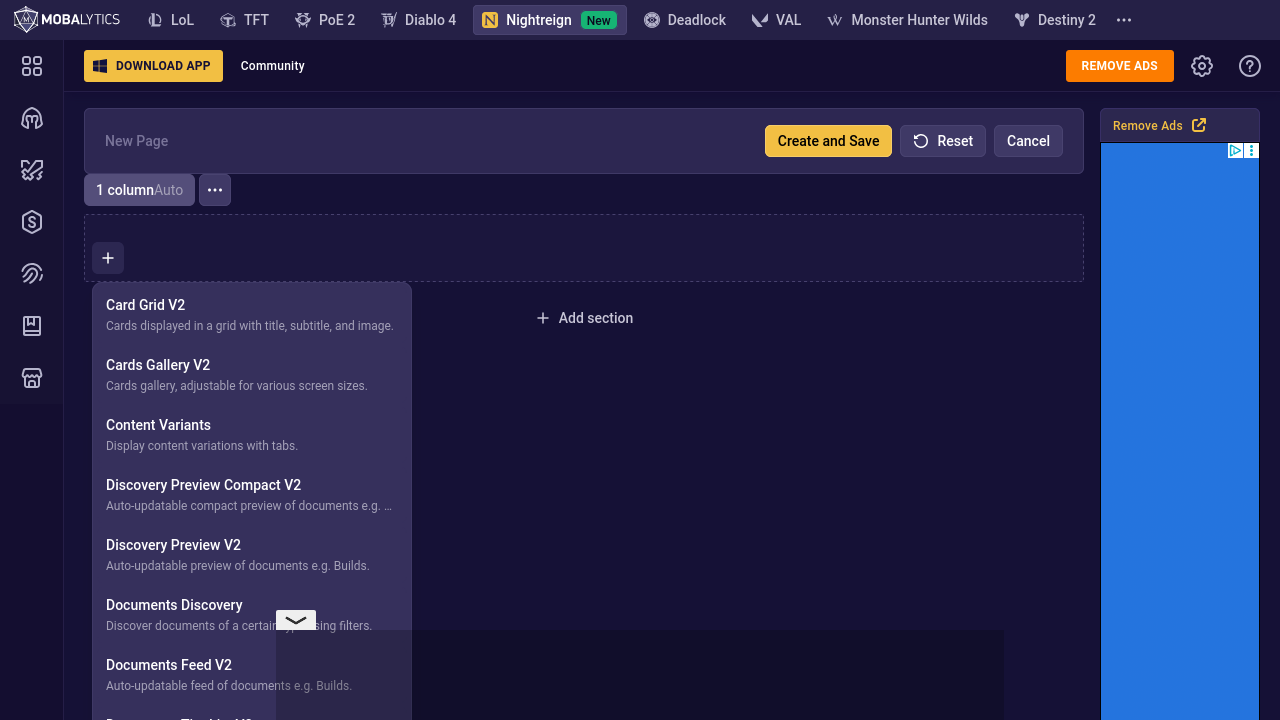 MOBALYTICS
LoL
TFT
PoE 2
Diablo 4
Nightreign New
Deadlock
VAL
Monster Hunter Wilds
Destiny 2
DOWNLOAD APP
Community
REMOVE ADS
New Page
Create and Save
Reset
Cancel
Remove Ads
1 columnAuto
Card Grid V2
Cards displayed in a grid with title, subtitle, and image.
Add section
Cards Gallery V2
Cards gallery, adjustable for various screen sizes.
Content Variants
Display content variations with tabs.
Discovery Preview Compact V2
Auto-updatable compact preview of documents e.g. …
Discovery Preview V2
Auto-updatable preview of documents e.g. Builds.
Documents Discovery
Discover documents of a certain using filters.
Documents Feed V2
Auto-updatable feed of documents e.g. Builds.